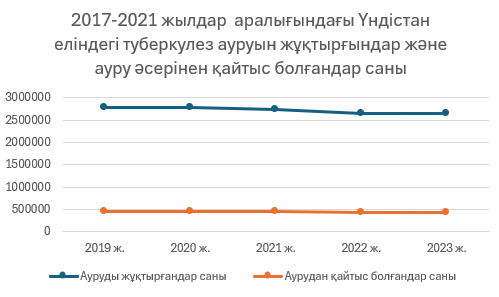 2017-2021 жылдар аралығындағы Үндістан
еліндегі туберкулез ауруын жұқтырғындар және
ауру әсерінен қайтыс болғандар саны
3000000
2500000
2000000
1500000
1000000
500000
0
2019 ж. 2020 ж. 2021 ж. 2022 ж. 2023 ж.
Ауруды жұқтырғандар саны Аурудан қайтыс болғандар саны